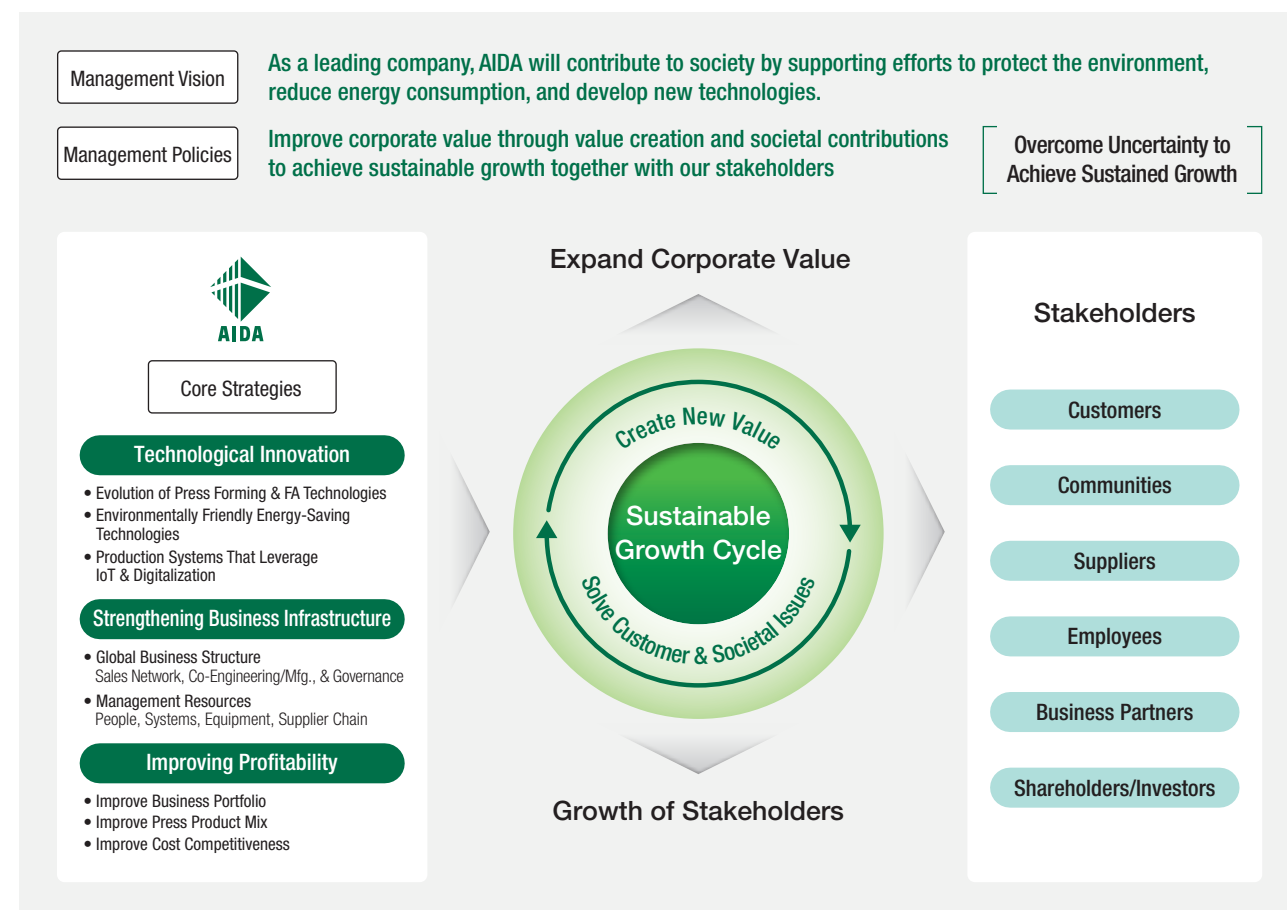 Management Vision
As a leading company, AIDA will contribute to society by supporting efforts to protect the environment,
reduce energy consumption, and develop new technologies.
Management Policies
Improve corporate value through value creation and societal contributions
to achieve sustainable growth together with our stakeholders
Overcome Uncertainty to
Achieve Sustained Growth
AIDA
Core Strategies
Technological Innovation
• Evolution of Press Forming & FA Technologies
• Environmentally Friendly Energy-Saving
Technologies
• Production Systems That Leverage
IoT & Digitalization
Strengthening Business Infrastructure
• Global Business Structure
Sales Network, Co-Engineering/Mfg., & Governance
• Management Resources
People, Systems, Equipment, Supplier Chain
Improving Profitability
• Improve Business Portfolio
• Improve Press Product Mix
• Improve Cost Competitiveness
Expand Corporate Value
Create New Value
Sustainable
Growth Cycle
Solve Customer & Societal Issues
Growth of Stakeholders
Stakeholders
Customers
Communities
Suppliers
Employees
Business Partners
Shareholders/Investors